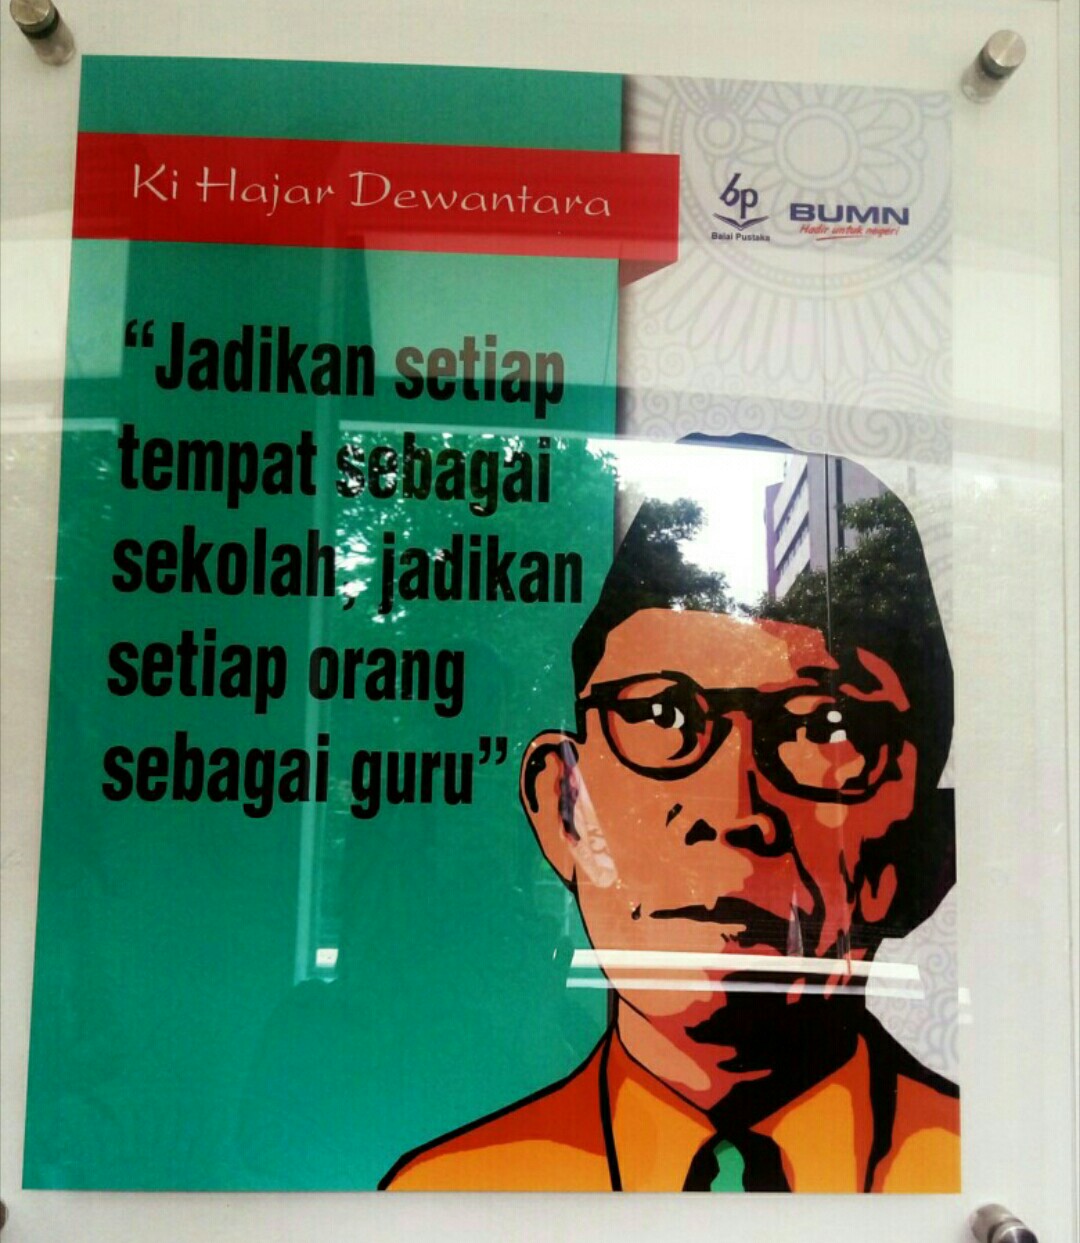 Ki Hajar Dewantara
bp
Balai Pustaka
BUMN
Hadir untuk negeri
“Jadikan setiap
tempat sebagai
sekolah, jadikan
setiap orang
sebagai guru”